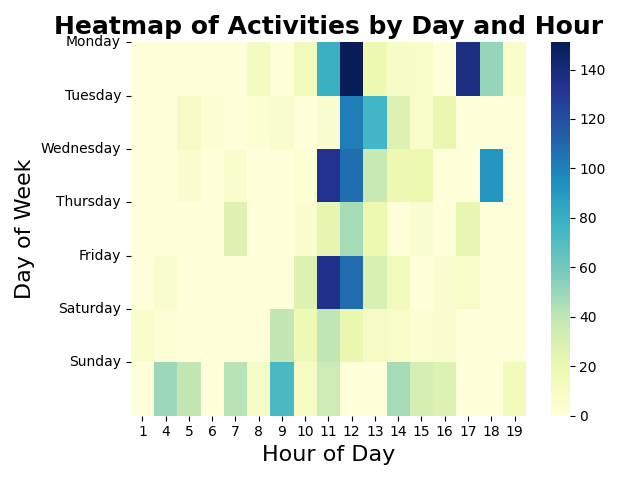 Heatmap of Activities by Day and Hour
Monday
Tuesday
Wednesday
Thursday
Friday
Saturday
Sunday
Day of Week
1 4 5 6 7 8 9 10 11 12 13 14 15 16 17 18 19
Hour of Day
140
120
100
80
60
40
20
0